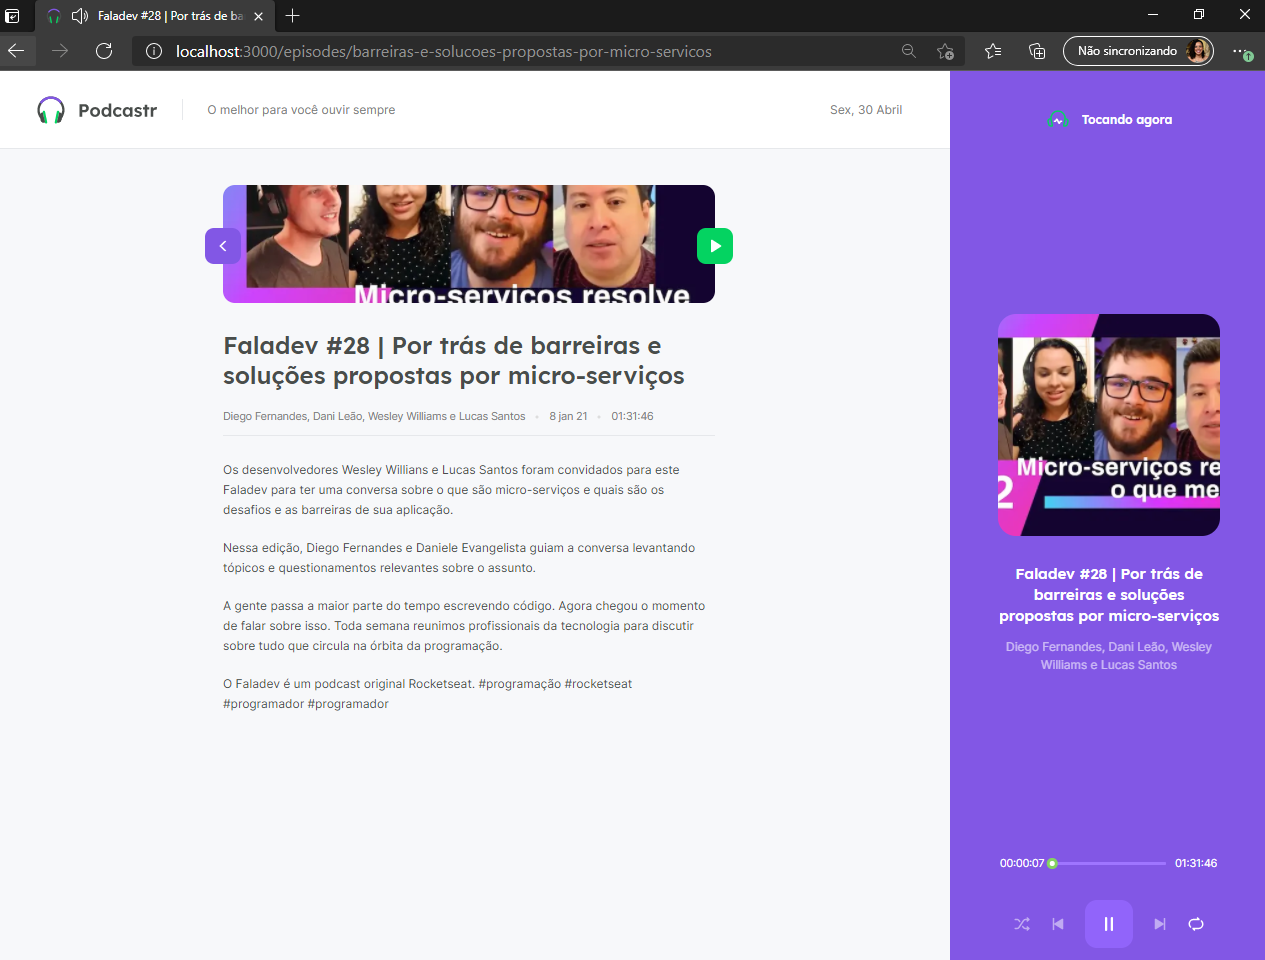 Faladev #28 | Por trás de ba
localhost:3000/episodes/barreiras-e-solucoes-propostas-por-micro-servicos
Não sincronizando
Podcastr
O melhor para você ouvir sempre
Sex, 30 Abril
Tocando agora
Micro-serviços resolve
Faladev #28 | Por trás de barreiras e
soluções propostas por micro-serviços
Diego Fernandes, Dani Leão, Wesley Williams e Lucas Santos
8 jan 21
01:31:46
Os desenvolvedores Wesley Willians e Lucas Santos foram convidados para este
Faladev para ter uma conversa sobre o que são micro-serviços e quais são os
desafios e as barreiras de sua aplicação.
Nessa edição, Diego Fernandes e Daniele Evangelista guiam a conversa levantando
tópicos e questionamentos relevantes sobre o assunto.
A gente passa a maior parte do tempo escrevendo código. Agora chegou o momento
de falar sobre isso. Toda semana reunimos profissionais da tecnologia para discutir
sobre tudo que circula na órbita da programação.
O Faladev é um podcast original Rocketseat. #programação #rocketseat
#programador #programador
Micro-serviços re
2 o que me
Faladev #28 | Por trás de
barreiras e soluções
propostas por micro-serviços
Diego Fernandes, Dani Leão, Wesley
Williams e Lucas Santos
00:00:07
01:31:46